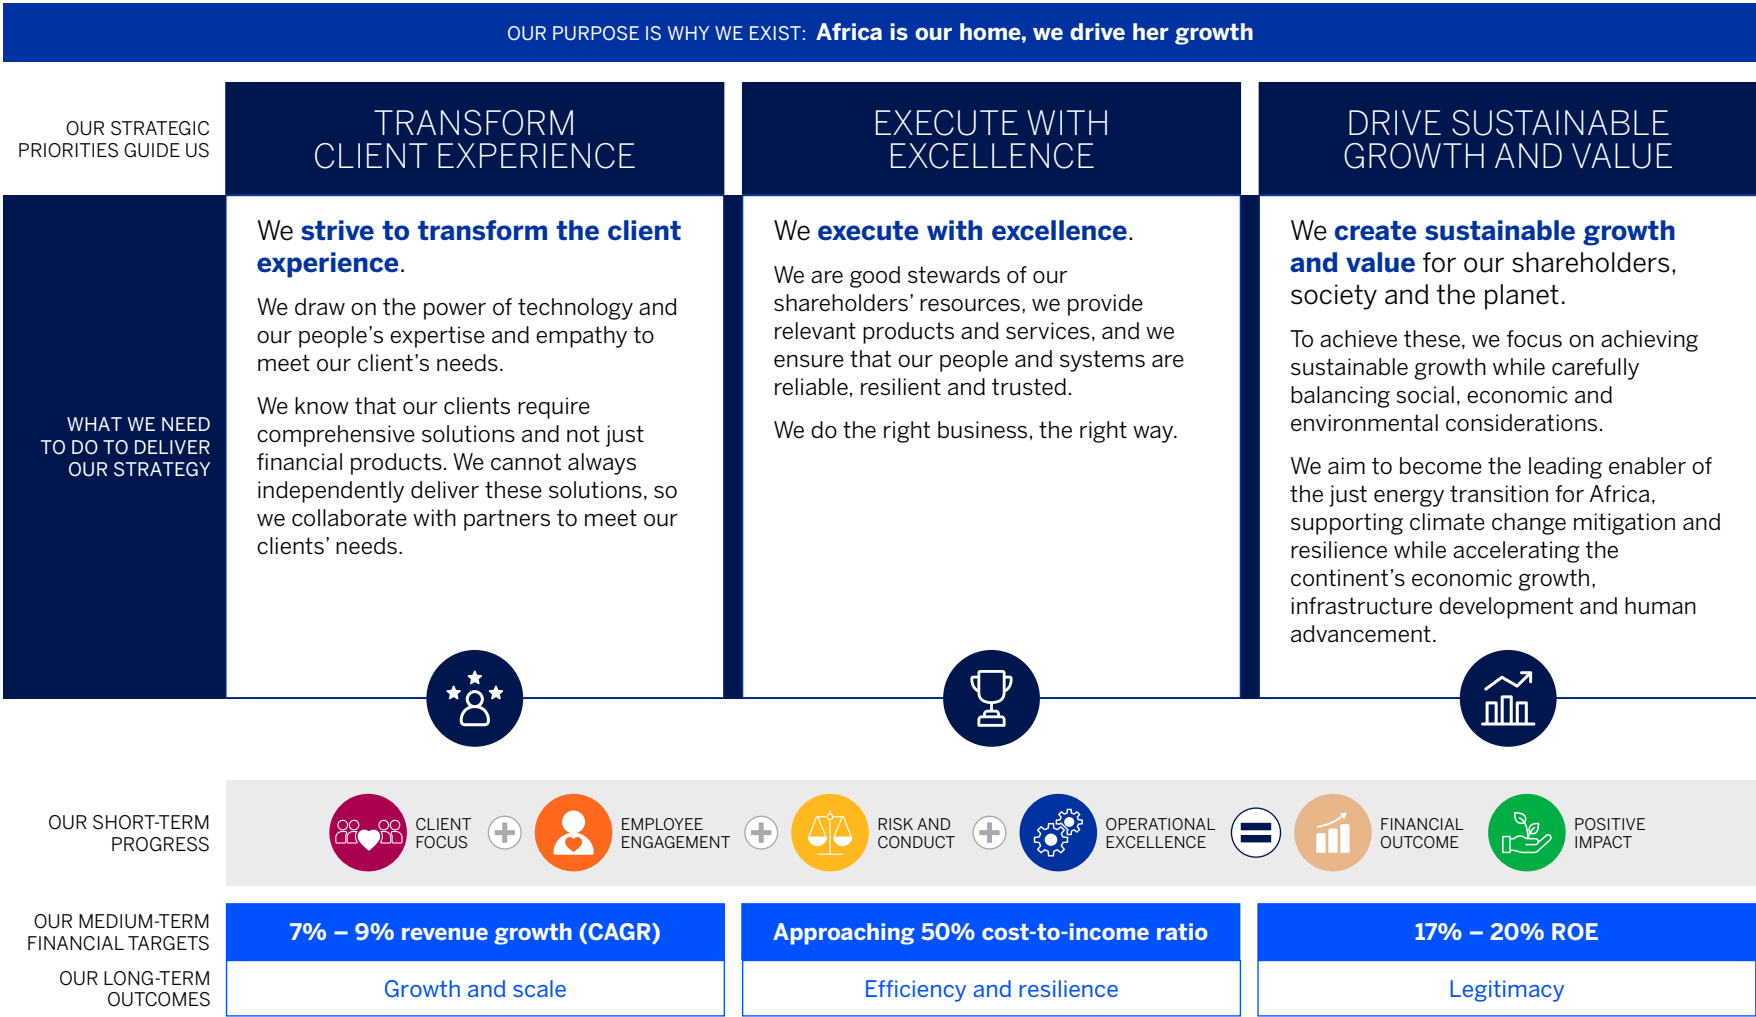 OUR PURPOSE IS WHY WE EXIST: Africa is our home, we drive her growth
OUR STRATEGIC
PRIORITIES GUIDE US
TRANSFORM
CLIENT EXPERIENCE
EXECUTE WITH
EXCELLENCE
DRIVE SUSTAINABLE
GROWTH AND VALUE
WHAT WE NEED
TO DO TO DELIVER
OUR STRATEGY
We strive to transform the client
experience.
We draw on the power of technology and
our people’s expertise and empathy to
meet our client’s needs.
We know that our clients require
comprehensive solutions and not just
financial products. We cannot always
independently deliver these solutions, so
we collaborate with partners to meet our
clients’ needs.
We execute with excellence.
We are good stewards of our
shareholders’ resources, we provide
relevant products and services, and we
ensure that our people and systems are
reliable, resilient and trusted.
We do the right business, the right way.
We create sustainable growth
and value for our shareholders,
society and the planet.
To achieve these, we focus on achieving
sustainable growth while carefully
balancing social, economic and
environmental considerations.
We aim to become the leading enabler of
the just energy transition for Africa,
supporting climate change mitigation and
resilience while accelerating the
continent’s economic growth,
infrastructure development and human
advancement.
OUR SHORT-TERM
PROGRESS
CLIENT
FOCUS
EMPLOYEE
ENGAGEMENT
RISK AND
CONDUCT
OPERATIONAL
EXCELLENCE
FINANCIAL
OUTCOME
POSITIVE
IMPACT
OUR MEDIUM-TERM
FINANCIAL TARGETS
7% – 9% revenue growth (CAGR)
Approaching 50% cost-to-income ratio
17% – 20% ROE
OUR LONG-TERM
OUTCOMES
Growth and scale
Efficiency and resilience
Legitimacy